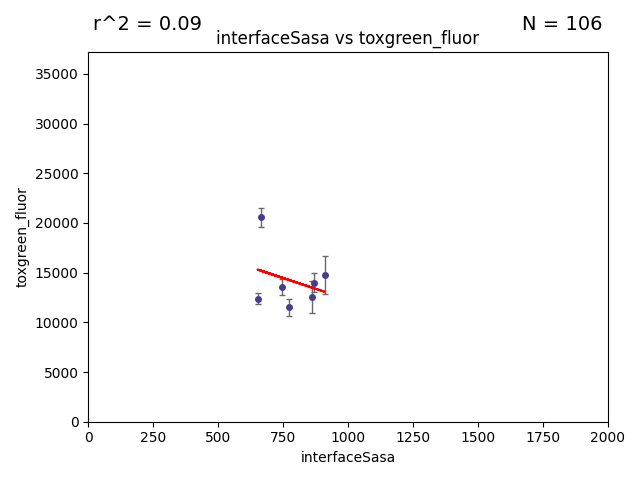 r^2 = 0.09
N = 106
interfaceSasa vs toxgreen_fluor
35000
30000
25000
20000
15000
10000
5000
0
toxgreen_fluor
0 250 500 750 1000 1250 1500 1750 2000
interfaceSasa